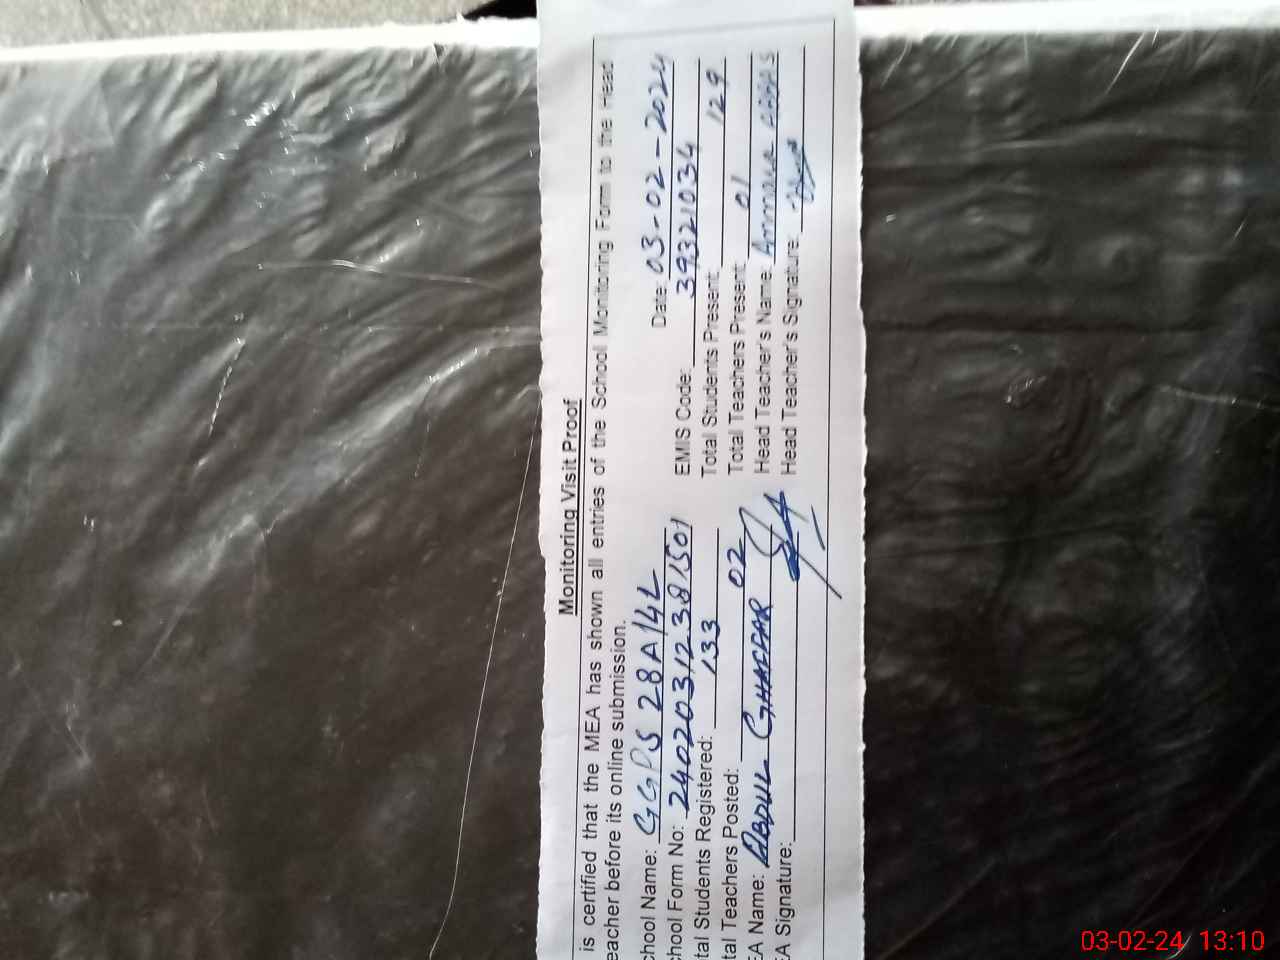 Monitoring Visit Proof
is certified that the MEA has shown all entries of the School Monitoring Form to the Head
eacher before its online submission.
Date: 03-02-2024
chool Name: GGPS 28A14L
chool Form No: 24020312381501 EMIS Code: 39321034
tal Students Registered: 133 Total Students Present: 129
tal Teachers Posted: 02 Total Teachers Present: 01
EA Name: ABDUL GHAFFAR Head Teacher's Name: Ammara abbas
EA Signature: Head Teacher's Signature:
03-02-24 13:10